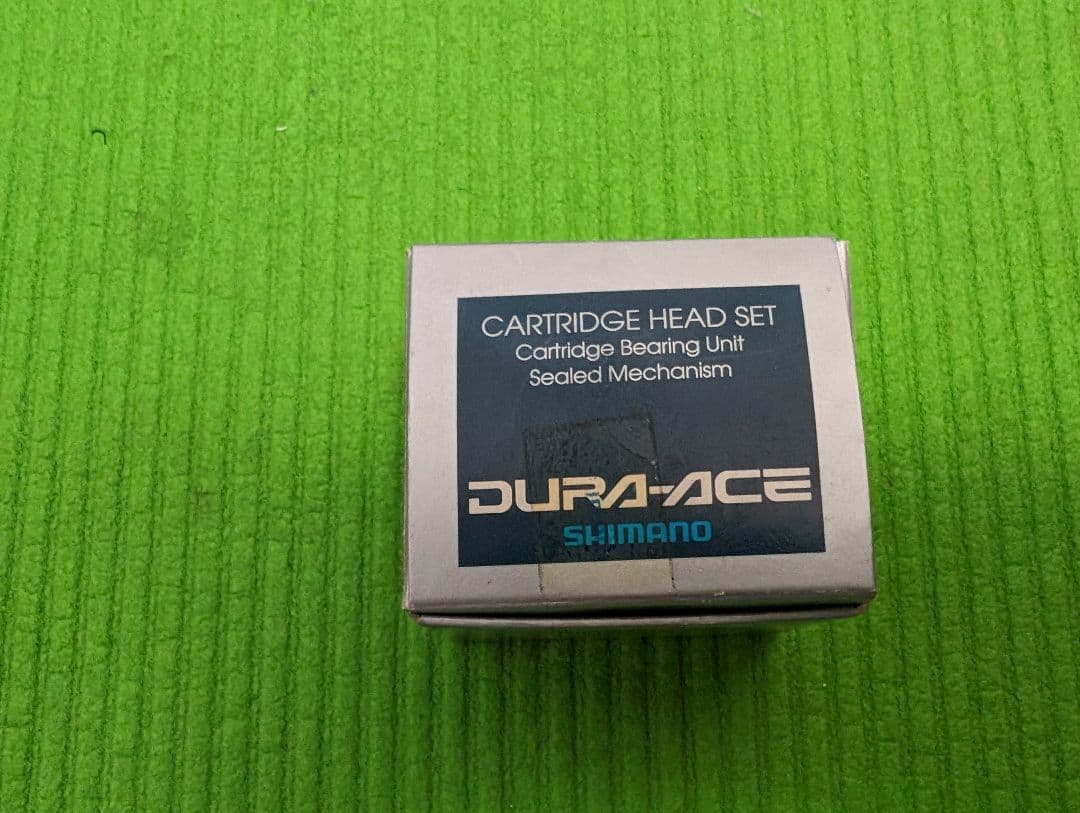 CARTRIDGE HEAD SET
Cartridge Bearing Unit
Sealed Mechanism
DURA-ACE
SHIMANO